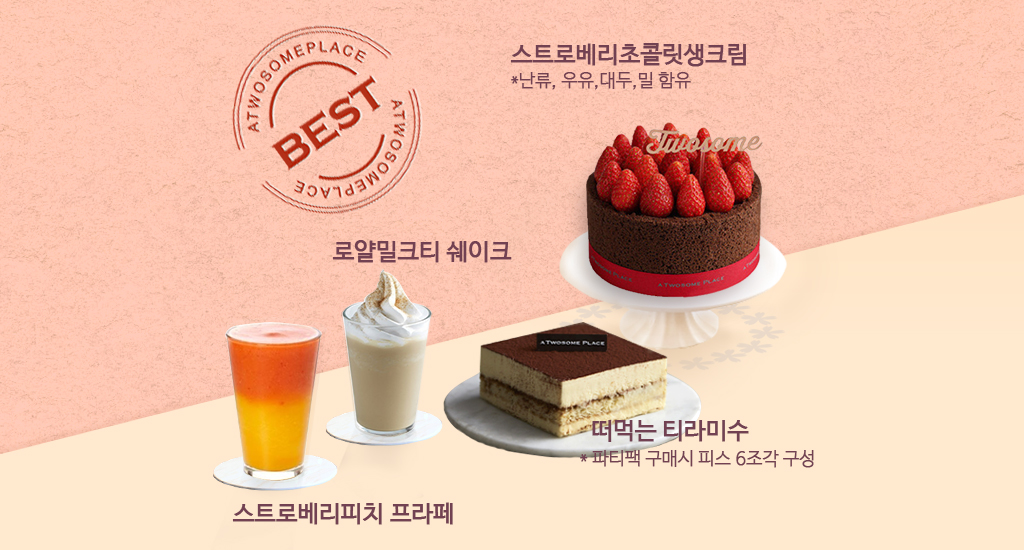 ATWOSOMEPLACE
BEST
ATWOSOMEPLACE
ATWOSOMEPLACE
스트로베리초콜릿생크림
*난류, 우유,대두,밀 함유
Twosome
A TWOSOME PLACE
로얄밀크티 쉐이크
A TWOSOME PLACE
떠먹는 티라미수
* 파티팩 구매시 피스 6조각 구성
스트로베리피치 프라페